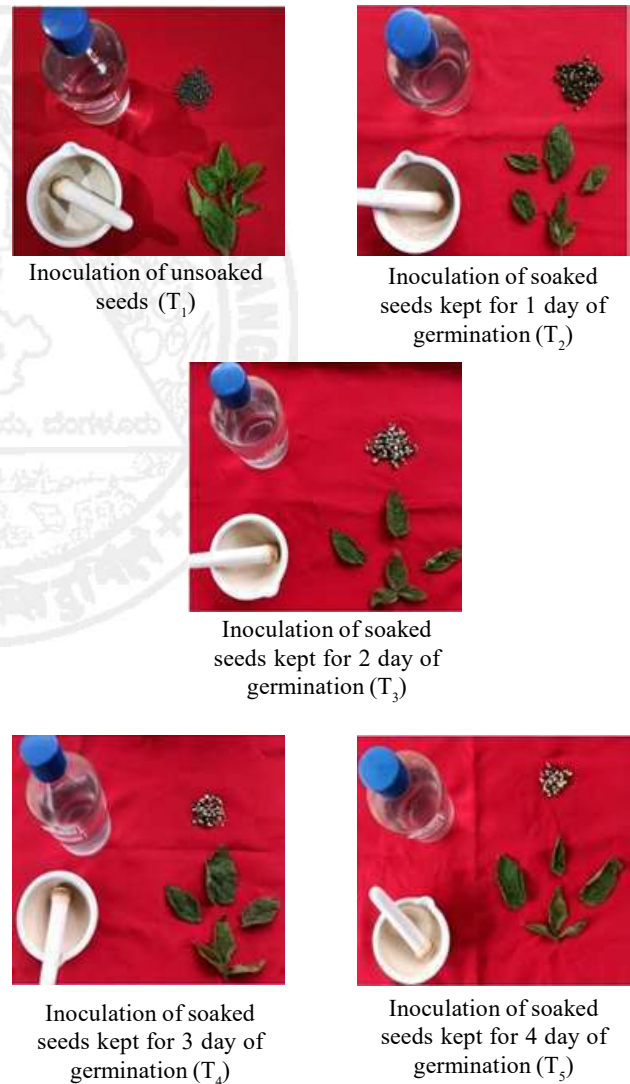 Inoculation of unsoaked
seeds (T₁)
Inoculation of soaked
seeds kept for 1 day of
germination (T₂)
ಯ, ಬೆಂಗಳೂರು
Inoculation of soaked
seeds kept for 2 day of
germination (T₃)
Inoculation of soaked
seeds kept for 3 day of
germination (T₄)
Inoculation of soaked
seeds kept for 4 day of
germination (T₅)